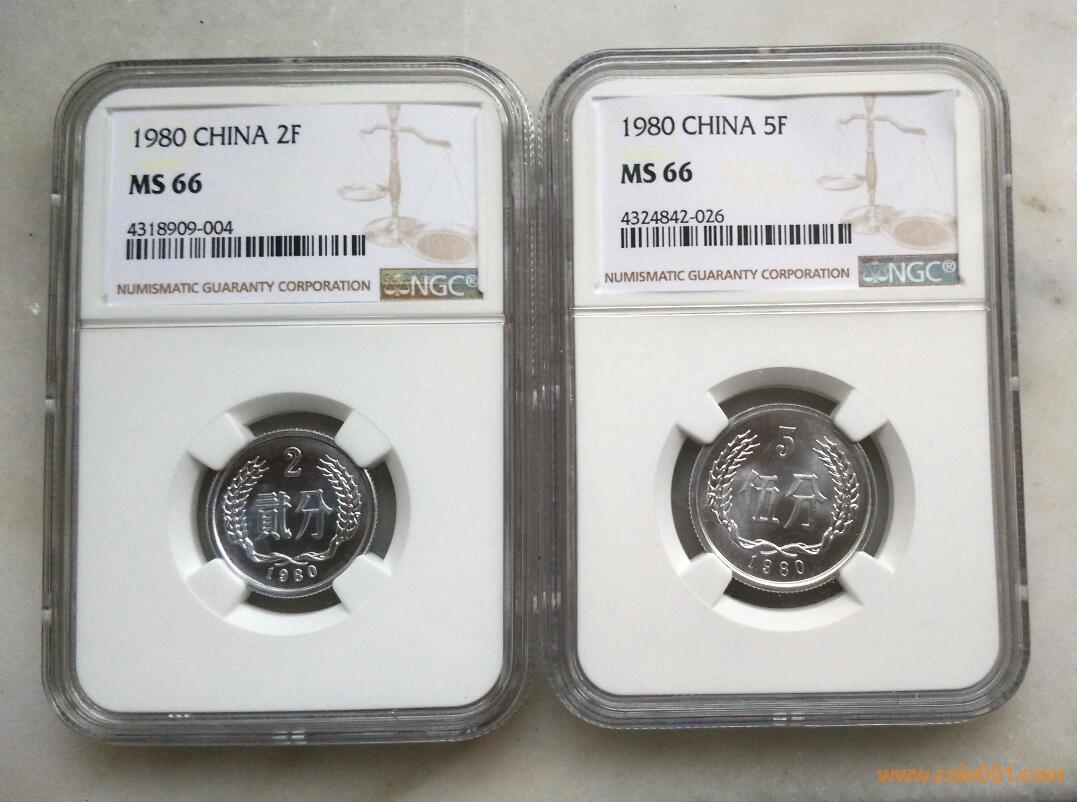 1980 CHINA 2F
MS 66
4318909-004
NUMISMATIC GUARANTY CORPORATION
NGC®
2
貳分
1980
1980 CHINA 5F
MS 66
4324842-026
NUMISMATIC GUARANTY CORPORATION
NGC®
5
伍分
1980
www.coin001.com